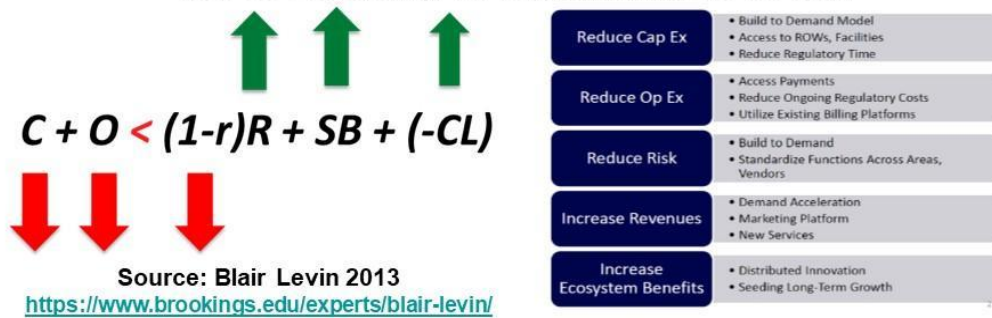 C + O < (1-r)R + SB + (-CL)
Source: Blair Levin 2013
https://www.brookings.edu/experts/blair-levin/
Reduce Cap Ex
• Build to Demand Model
• Access to ROWs, Facilities
• Reduce Regulatory Time
Reduce Op Ex
• Access Payments
• Reduce Ongoing Regulatory Costs
• Utilize Existing Billing Platforms
Reduce Risk
• Build to Demand
• Standardize Functions Across Areas,
Vendors
Increase Revenues
• Demand Acceleration
• Marketing Platform
• New Services
Increase
Ecosystem Benefits
• Distributed Innovation
• Seeding Long-Term Growth